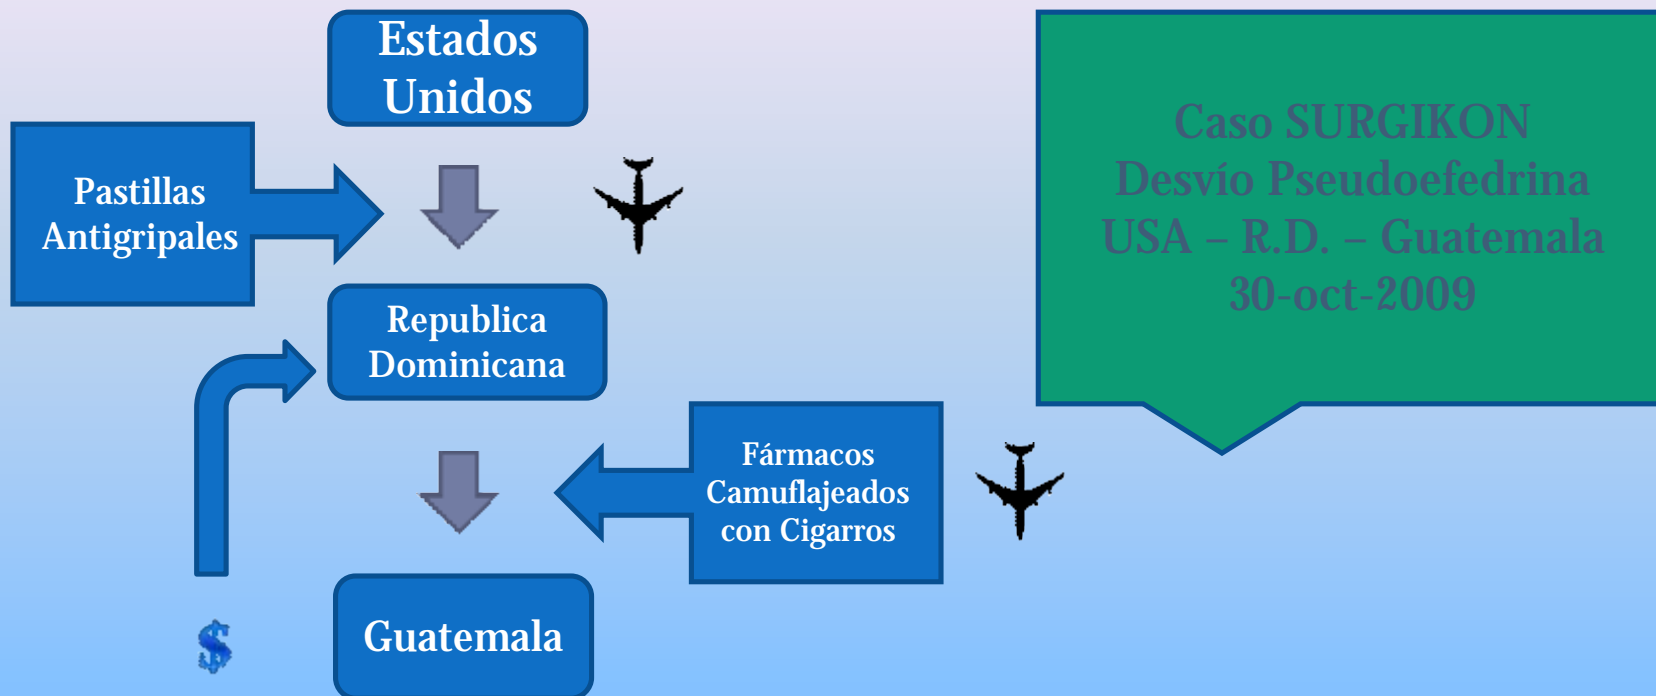 Estados
Unidos
Caso SURGIKON
Desvío Pseudoefedrina
USA – R.D. – Guatemala
30-oct-2009
Pastillas
Antigripales
Republica
Dominicana
Fármacos
Camuflajeados
con Cigarros
Guatemala
$